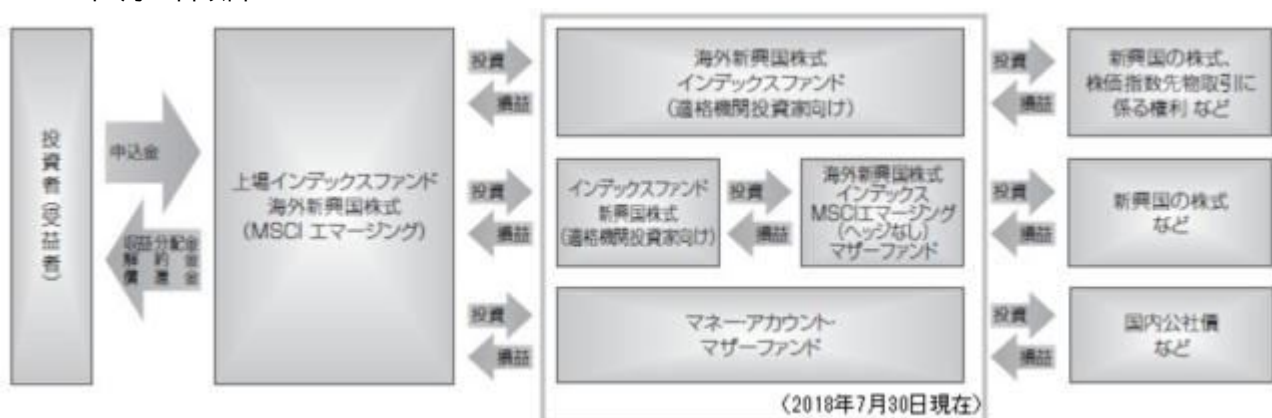 投資者(受益者)
申込金
収益分配金
解約金
償還金
上場インデックスファンド
海外新興国株式
(MSCI エマージング)
投資
損益
海外新興国株式
インデックスファンド
(適格機関投資家向け)
投資
損益
新興国の株式、
株価指数先物取引に
係る権利 など
投資
損益
インデックスファンド
新興国株式
(適格機関投資家向け)
投資
損益
海外新興国株式
インデックス
MSCIエマージング
(ヘッジなし)
マザーファンド
投資
損益
新興国の株式
など
投資
損益
マネー・アカウント・
マザーファンド
投資
損益
国内公社債
など
(2018年7月30日現在)